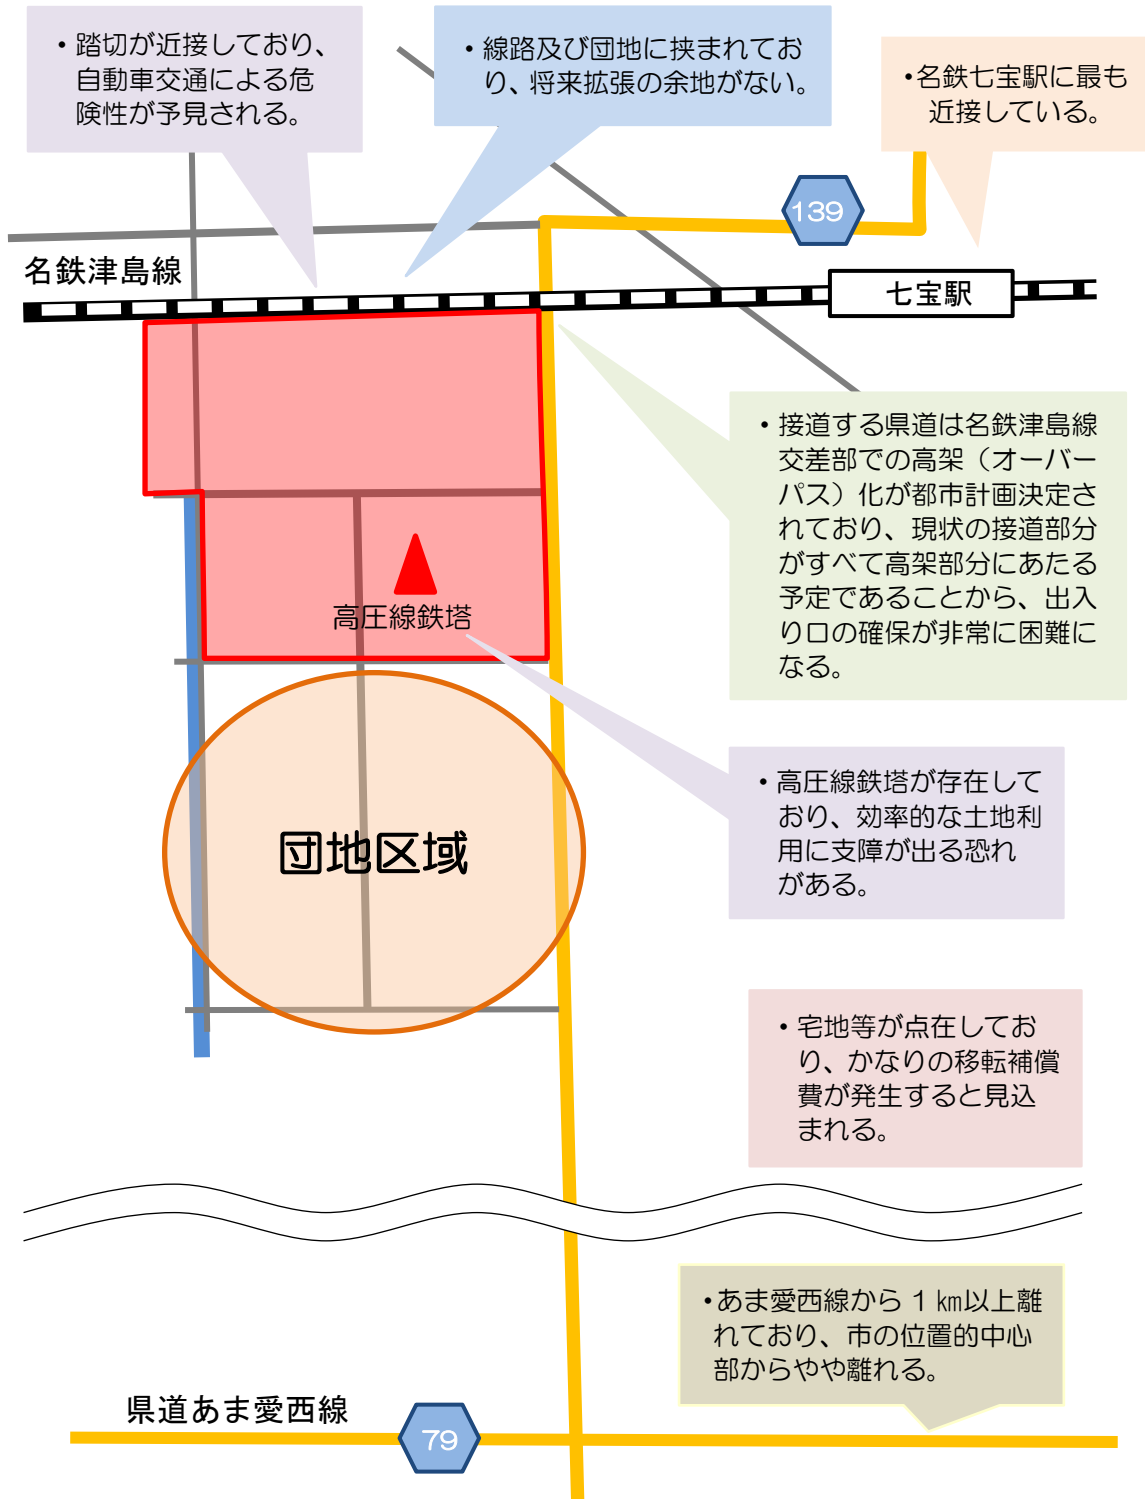 ・踏切が近接しており、
自動車交通による危
険性が予見される。
・線路及び団地に挟まれてお
り、将来拡張の余地がない。
・名鉄七宝駅に最も
近接している。
139
名鉄津島線
七宝駅
・接道する県道は名鉄津島線
交差部での高架（オーバー
パス）化が都市計画決定さ
れており、現状の接道部分
がすべて高架部分にあたる
予定であることから、出入
り口の確保が非常に困難に
なる。
高圧線鉄塔
・高圧線鉄塔が存在して
おり、効率的な土地利
用に支障が出る恐れ
がある。
団地区域
・宅地等が点在してお
り、かなりの移転補償
費が発生すると見込
まれる。
・あま愛西線から 1 ㎞以上離
れており、市の位置的中心
部からやや離れる。
県道あま愛西線
79